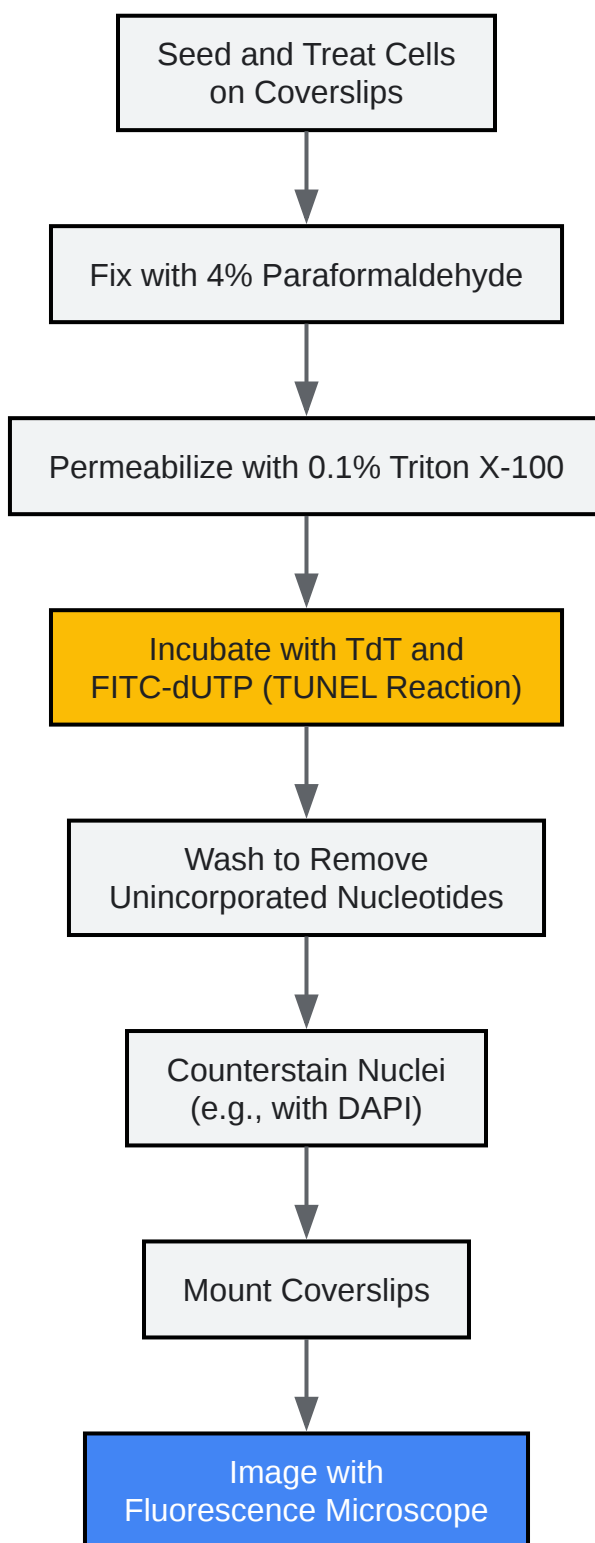 Seed and Treat Cells
on Coverslips
Fix with 4% Paraformaldehyde
Permeabilize with 0.1% Triton X-100
Incubate with TdT and
FITC-dUTP (TUNEL Reaction)
Wash to Remove
Unincorporated Nucleotides
Counterstain Nuclei
(e.g., with DAPI)
Mount Coverslips
Image with
Fluorescence Microscope